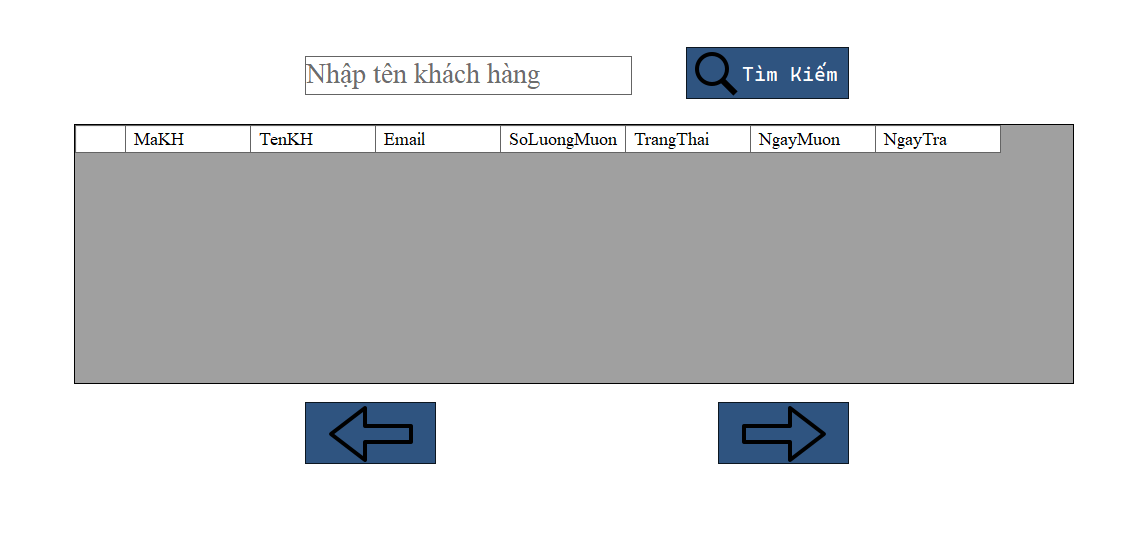 Nhập tên khách hàng
Tìm Kiếm
MaKH TenKH Email SoLuongMuon TrangThai NgayMuon NgayTra